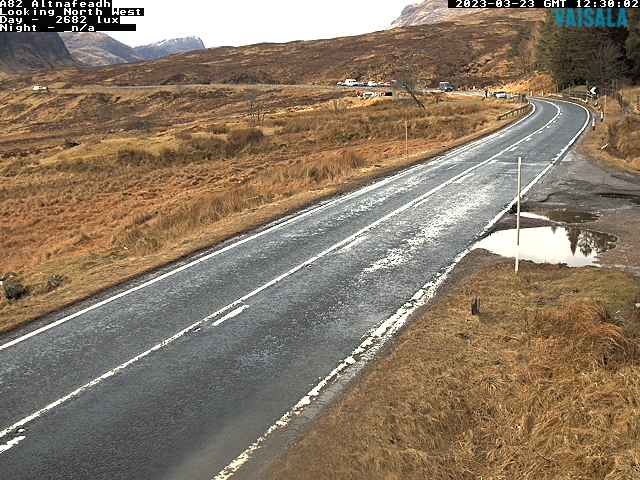 A82 Altnafeadh
Looking North West
Day - 2682 lux
Night - n/a
2023-03-23 GMT 12:30:02
VAISALA